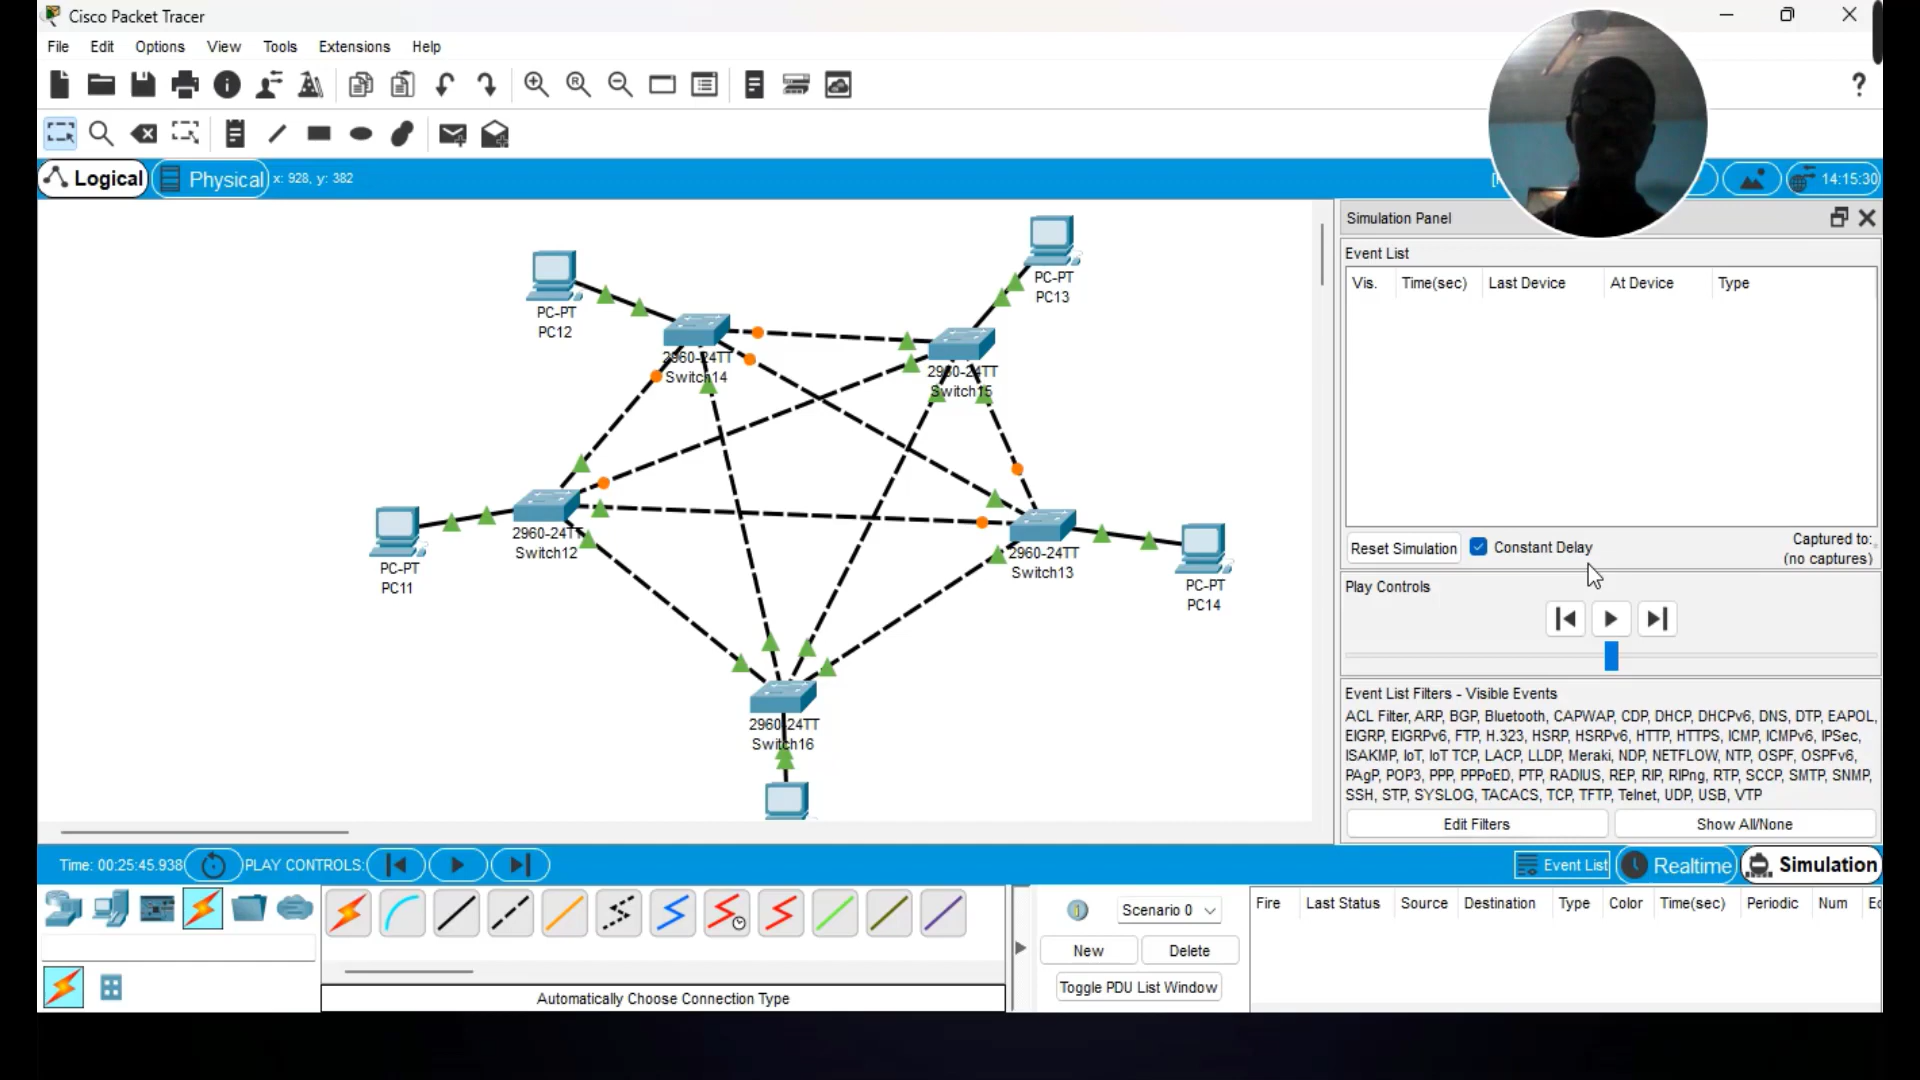 Cisco Packet Tracer
File Edit Options View Tools Extensions Help
?
Logical Physical x: 928, y: 382 14:15:30
Simulation Panel
Event List
Vis. Time(sec) Last Device At Device Type
PC-PT
PC12
PC-PT
PC13
2960-24TT
Switch14
2960-24TT
Switch15
2960-24TT
Switch12
PC-PT
PC11
2960-24TT
Switch13
PC-PT
PC14
2960-24TT
Switch16
Reset Simulation Constant Delay Captured to:
(no captures)
Play Controls
Event List Filters - Visible Events
ACL Filter, ARP, BGP, Bluetooth, CAPWAP, CDP, DHCP, DHCPv6, DNS, DTP, EAPOL,
EIGRP, EIGRPv6, FTP, H.323, HSRP, HSRPv6, HTTP, HTTPS, ICMP, ICMPv6, IPSec,
ISAKMP, IoT, IoT TCP, LACP, LLDP, Meraki, NDP, NETFLOW, NTP, OSPF, OSPFv6,
PAgP, POP3, PPP, PPPoED, PTP, RADIUS, REP, RIP, RIPng, RTP, SCCP, SMTP, SNMP,
SSH, STP, SYSLOG, TACACS, TCP, TFTP, Telnet, UDP, USB, VTP
Edit Filters Show All/None
Time: 00:25:45.938 PLAY CONTROLS: Event List Realtime Simulation
Scenario 0
New Delete
Toggle PDU List Window
Fire Last Status Source Destination Type Color Time(sec) Periodic Num
Automatically Choose Connection Type